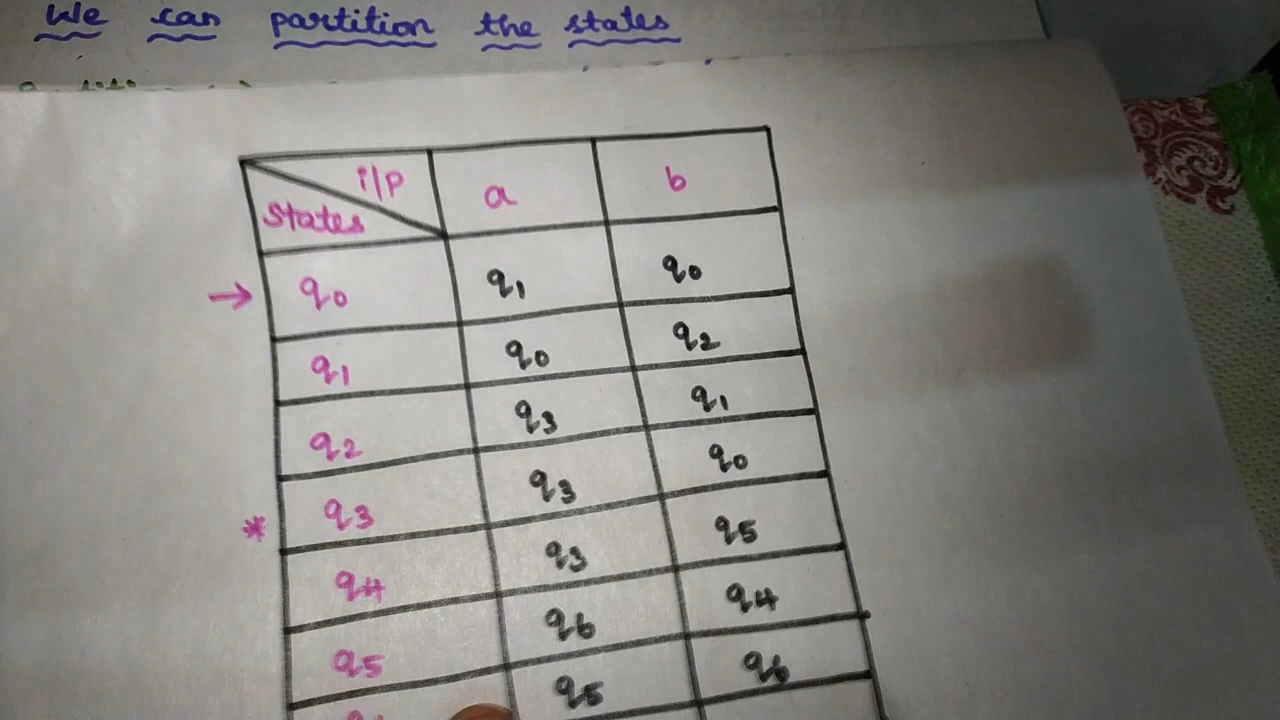 We can partition the states
i/p
States a b
→ q0 q1 q0
q1 q0 q2
q2 q3 q1
* q3 q3 q0
q4 q3 q5
q5 q6 q4
q5 q6